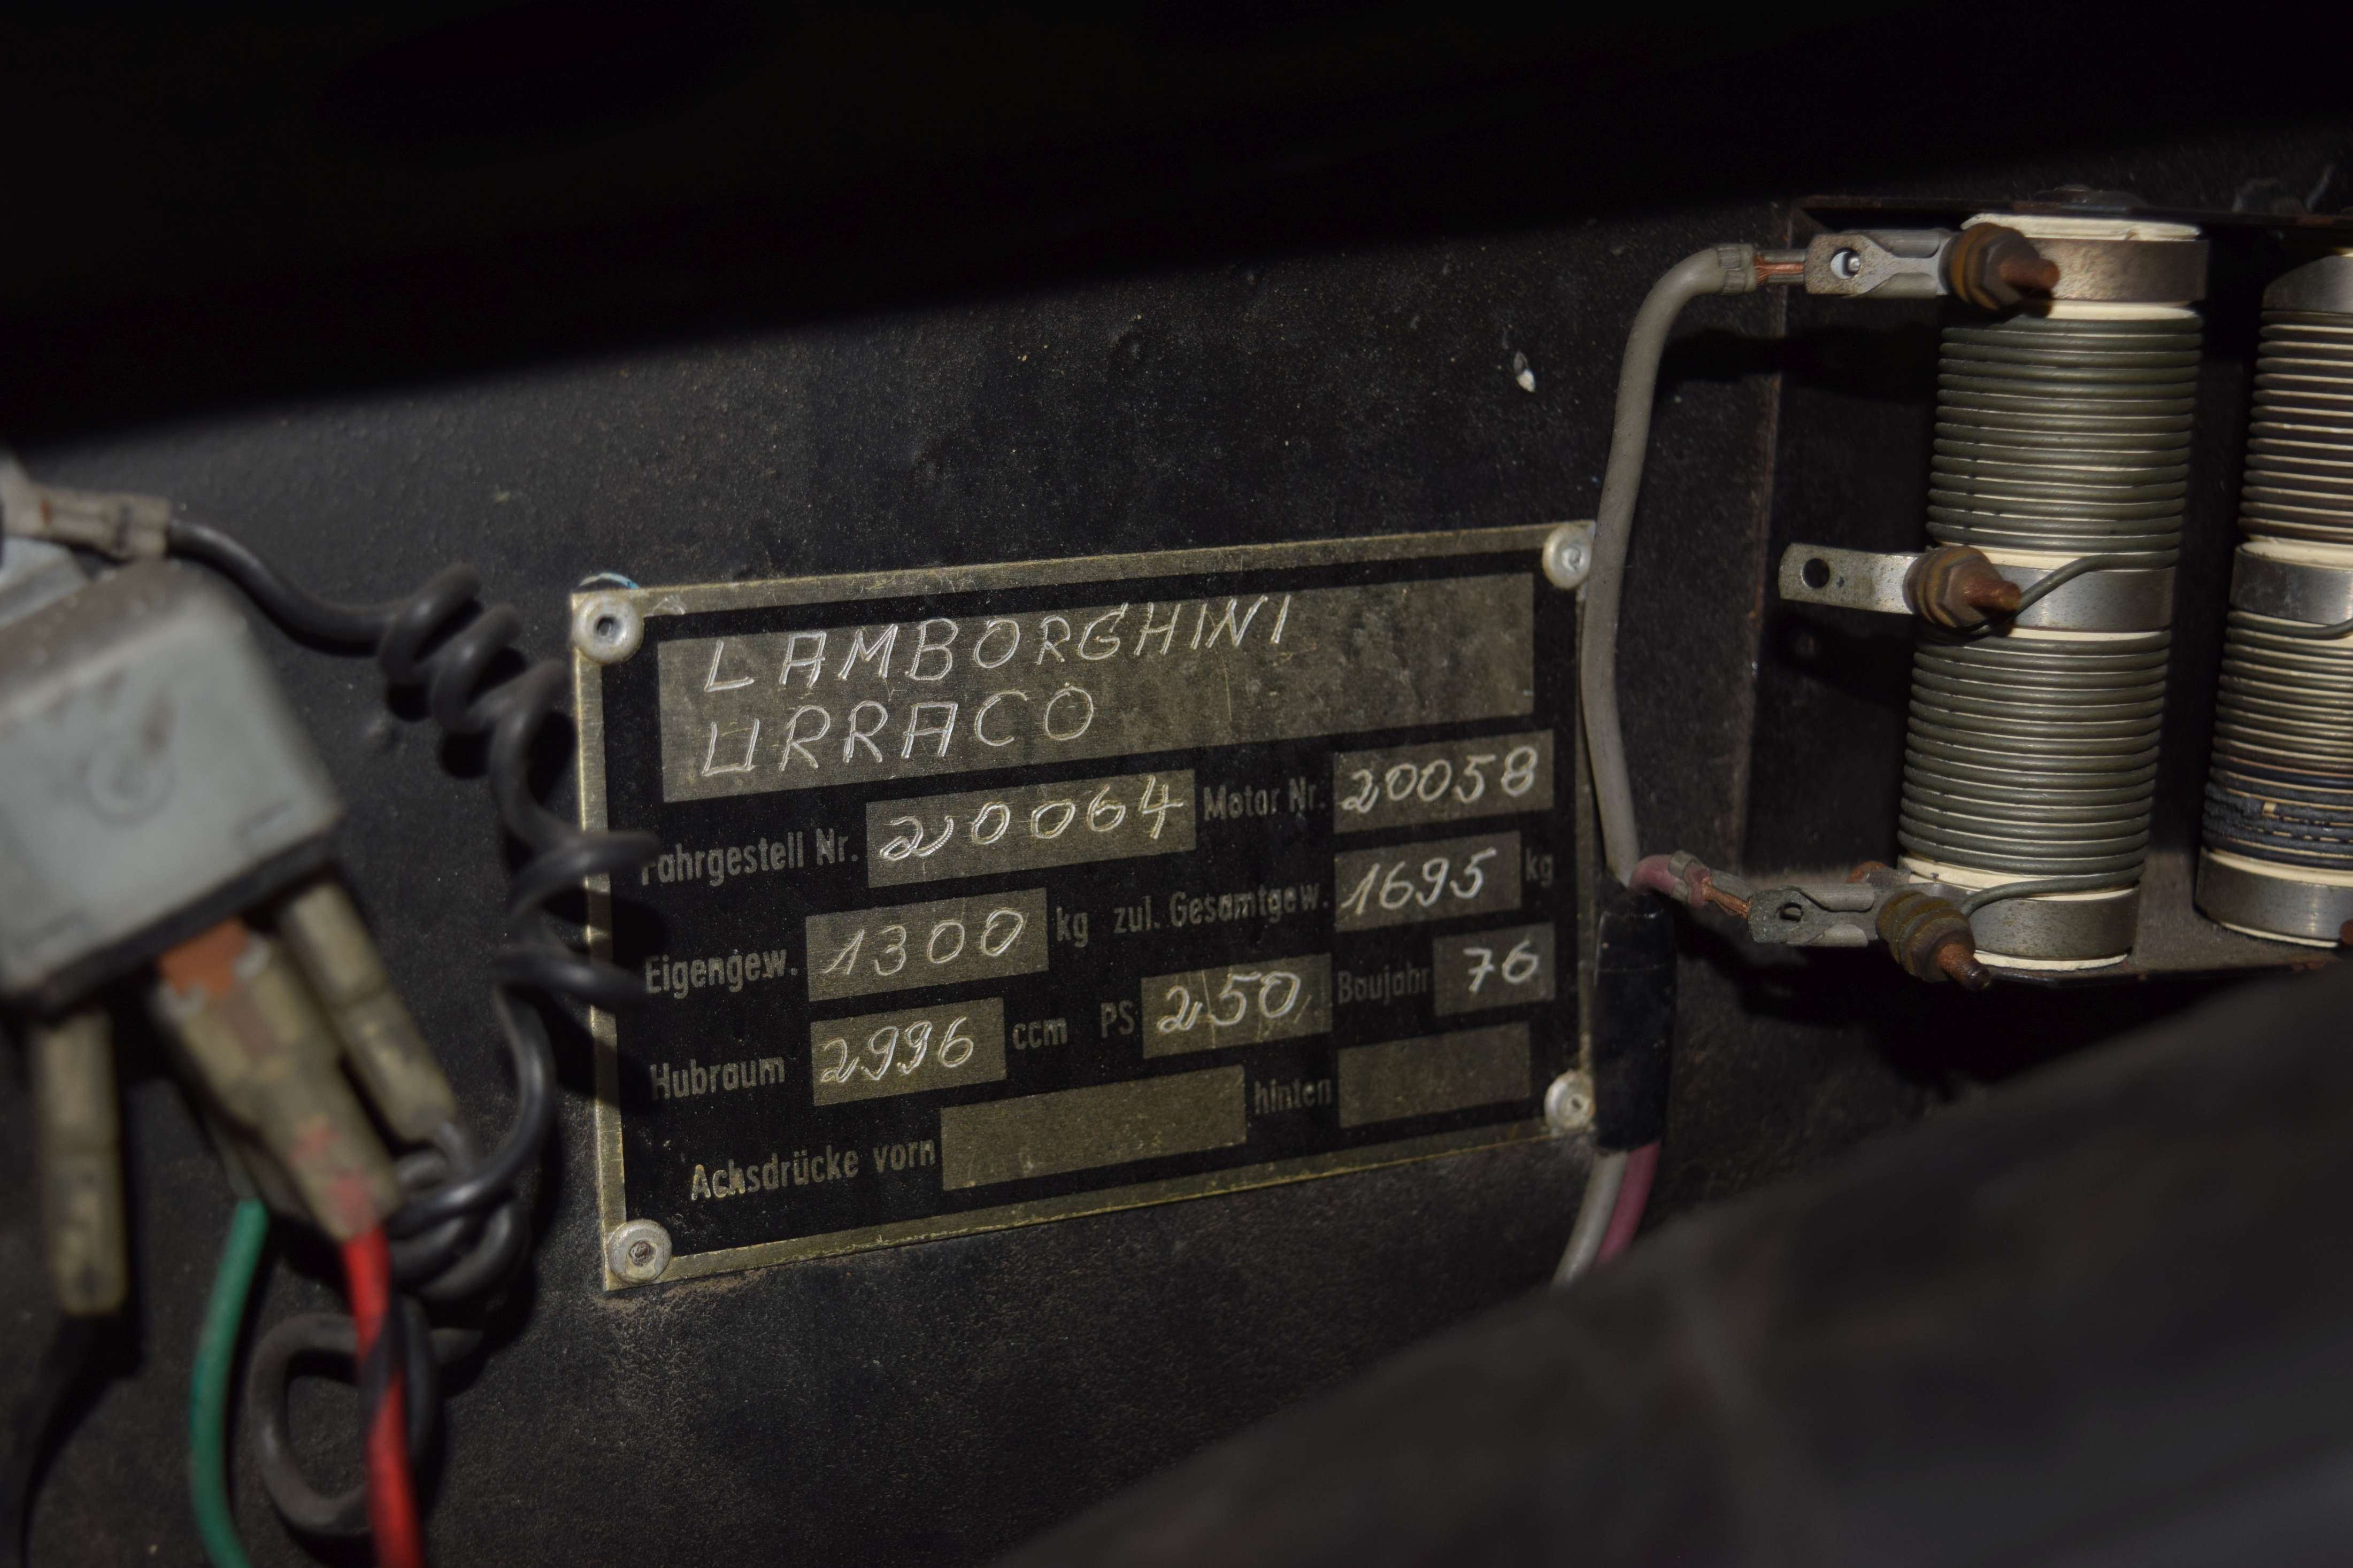 LAMBORGHINI
URRACO
Fahrgestell Nr. 20064 Motor Nr. 20058
Eigengew. 1300 kg zul. Gesamtgew. 1695 kg
Hubraum 2996 ccm PS 250 Baujahr 76
Achsdrücke vorn hinten